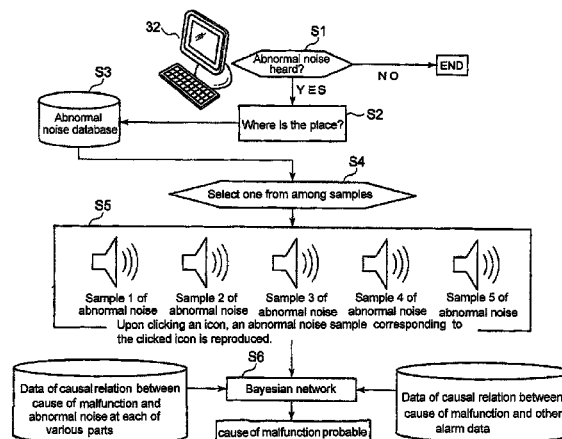 32
S1
Abnormal noise
heard?
NO
END
YES
S3
S2
Abnormal
noise database
Where is the place?
S4
Select one from among samples
S5
Sample 1 of
abnormal noise
Sample 2 of
abnormal noise
Sample 3 of
abnormal noise
Sample 4 of
abnormal noise
Sample 5 of
abnormal noise
Upon clicking an icon, an abnormal noise sample corresponding to
the clicked icon is reproduced.
S6
Data of causal relation between
cause of malfunction and
abnormal noise at each of
various parts
Bayesian network
Data of causal relation between
cause of malfunction and other
alarm data
cause of malfunction probable